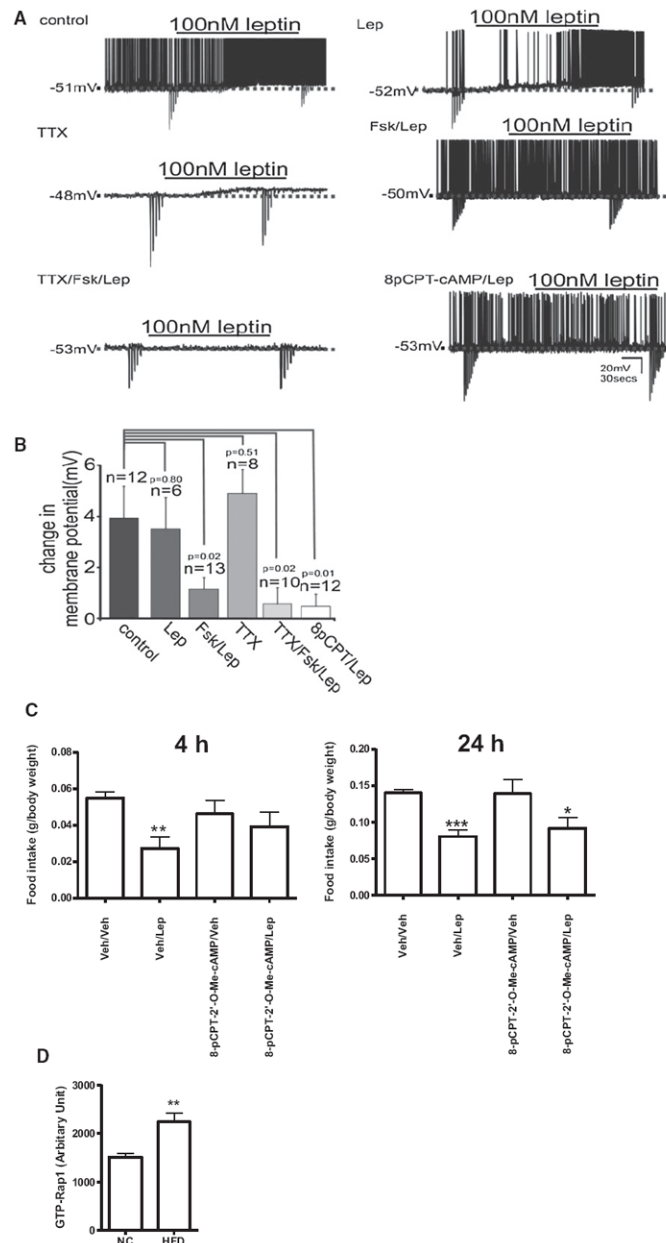 A
control
100nM leptin
-51mV
Lep
100nM leptin
-52mV
TTX
100nM leptin
-48mV
Fsk/Lep
100nM leptin
-50mV
TTX/Fsk/Lep
100nM leptin
-53mV
8pCPT-cAMP/Lep
100nM leptin
-53mV
20mV
30secs
B
change in
membrane potential(mV)
6
4
2
0
n=12
p=0.80
n=6
p=0.02
n=13
p=0.51
n=8
p=0.02
n=10
p=0.01
n=12
control
Lep
Fsk/Lep
TTX
TTX/Fsk/Lep
8pCPT/Lep
C
4 h
Food intake (g/body weight)
0.08
0.06
0.04
0.02
0.00
**
Veh/Veh
Veh/Lep
8-pCPT-2'-O-Me-cAMP/Veh
8-pCPT-2'-O-Me-cAMP/Lep
24 h
Food intake (g/body weight)
0.20
0.15
0.10
0.05
0.00
***
*
Veh/Veh
Veh/Lep
8-pCPT-2'-O-Me-cAMP/Veh
8-pCPT-2'-O-Me-cAMP/Lep
D
GTP-Rap1 (Arbitary Unit)
3000
2000
1000
0
**
NC
HFD